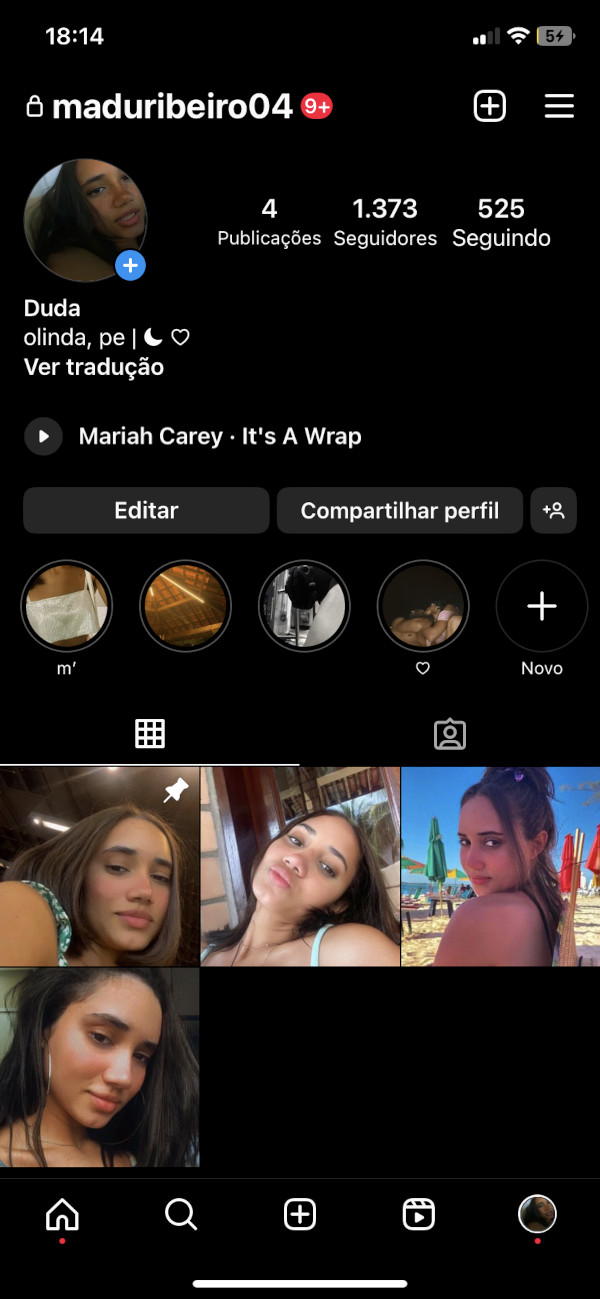 18:14
5
maduribeiro04 9+
4 1.373 525
Publicações Seguidores Seguindo
Duda
olinda, pe |
Ver tradução
Mariah Carey · It's A Wrap
Editar Compartilhar perfil
m’ Novo